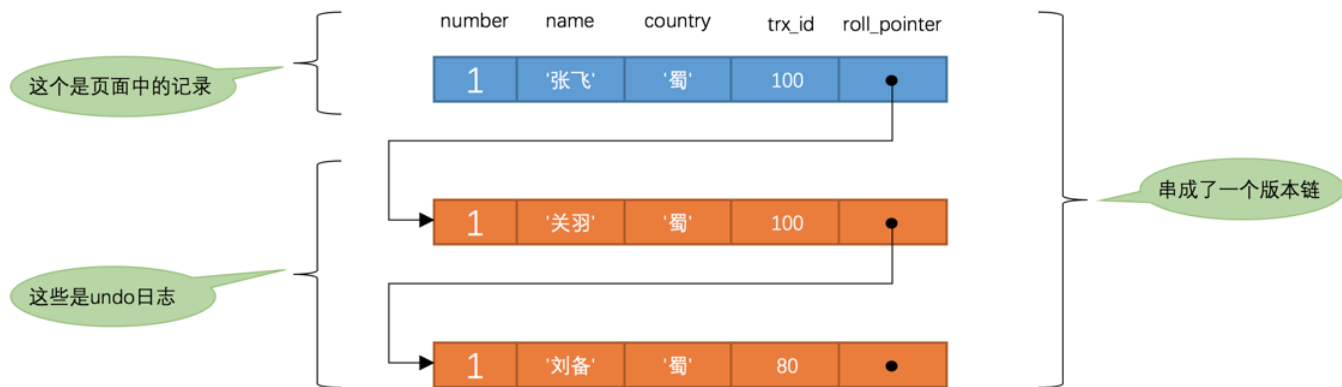 number name country trx_id roll_pointer
这个是页面中的记录
1 '张飞' '蜀' 100
串成了一个版本链
1 '关羽' '蜀' 100
这些是undo日志
1 '刘备' '蜀' 80